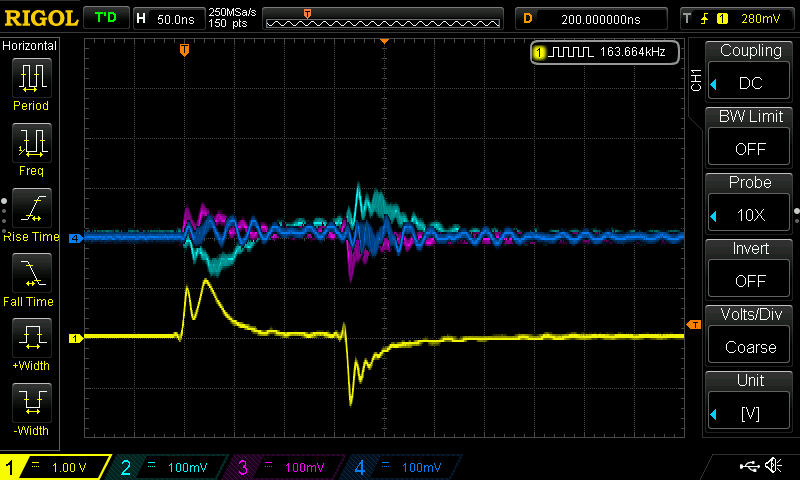 RIGOL T'D H 50.0ns 250MSa/s 150 pts D 200.000000ns T 1 280mV
T
Horizontal
Period
Freq
Rise Time
Fall Time
+Width
-Width
T
1 163.664kHz
4
1
T
CH1
Coupling
DC
BW Limit
OFF
Probe
10X
Invert
OFF
Volts/Div
Coarse
Unit
[V]
1 1.00 V 2 100mV 3 100mV 4 100mV